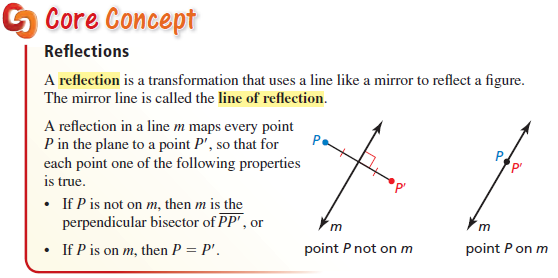 Core Concept
Reflections
A reflection is a transformation that uses a line like a mirror to reflect a figure.
The mirror line is called the line of reflection.
A reflection in a line m maps every point
P in the plane to a point P′, so that for
each point one of the following properties
is true.
• If P is not on m, then m is the
perpendicular bisector of PP′, or
• If P is on m, then P = P′.
P
P′
m
point P not on m
P
P′
m
point P on m